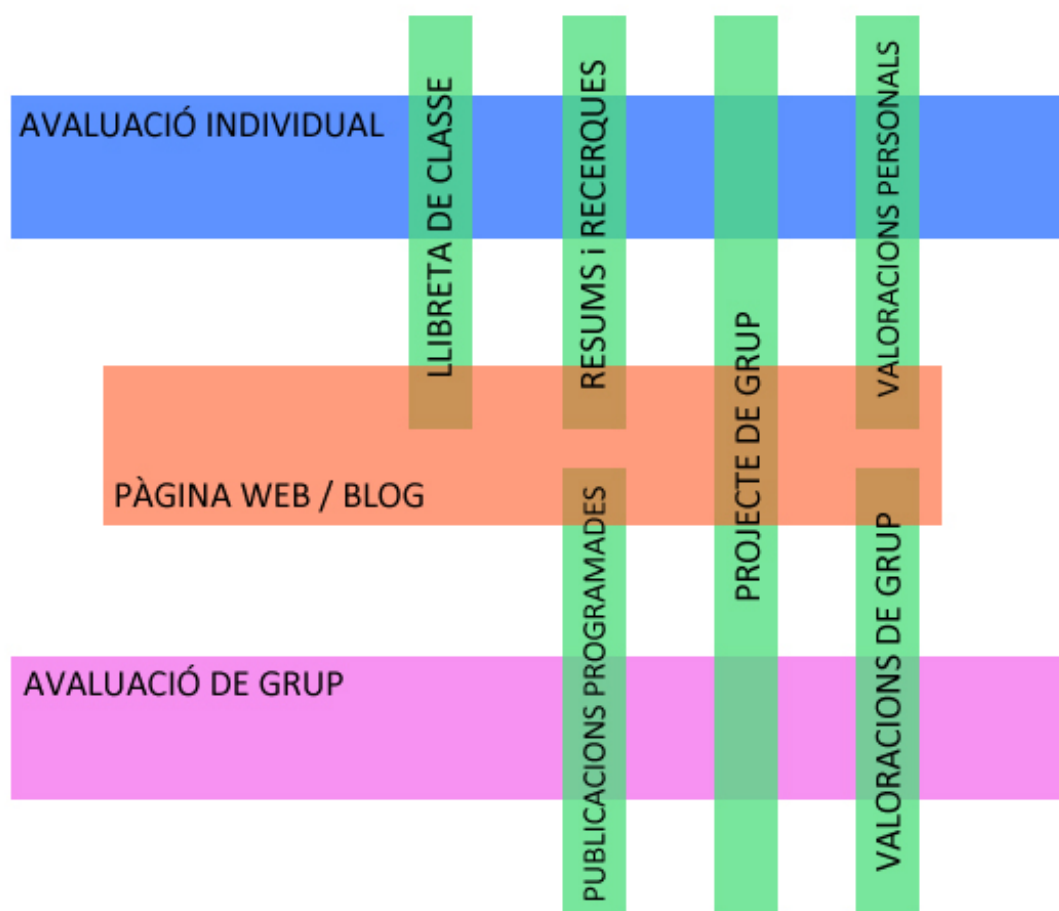 AVALUACIÓ INDIVIDUAL
LLIBRETA DE CLASSE
RESUMS i RECERQUES
PROJECTE DE GRUP
VALORACIONS PERSONALS
PÀGINA WEB / BLOG
PUBLICACIONS PROGRAMADES
VALORACIONS DE GRUP
AVALUACIÓ DE GRUP